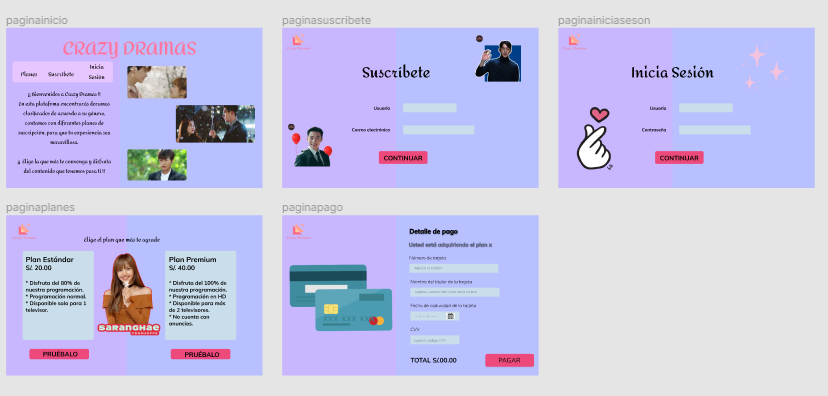 paginainicio
CRAZY DRAMAS
Planes
Suscríbete
Inicia
Sesión
¡¡ Bienvenidos a Crazy Dramas !!
En esta plataforma encontrarás doramas
clasificados de acuerdo a su género,
contamos con diferentes planes de
suscripción, para que tu experiencia sea
maravillosa.
¡¡ Elige la que más te convenga y disfruta
del contenido que tenemos para ti !!
paginasuscribete
Suscríbete
Usuario
Correo electrónico
CONTINUAR
paginainiciaseson
Inicia Sesión
Usuario
Contraseña
CONTINUAR
paginaplanes
Elige el plan que más te agrade
Plan Estándar
S/. 20.00
* Disfruta del 80% de
nuestra programación.
* Programación normal.
* Disponible solo para 1
televisor.
PRUÉBALO
SARANGHAE
Plan Premium
S/. 40.00
* Disfruta del 100% de
nuestra programación.
* Programación en HD
* Disponible para más
de 2 televisores.
* No cuenta con
anuncios.
PRUÉBALO
paginapago
Detalle de pago
Usted está adquiriendo el plan x
Número de tarjeta
Nombre del titular de la tarjeta
Fecha de caducidad de la tarjeta
CVV
TOTAL S/.00.00
PAGAR